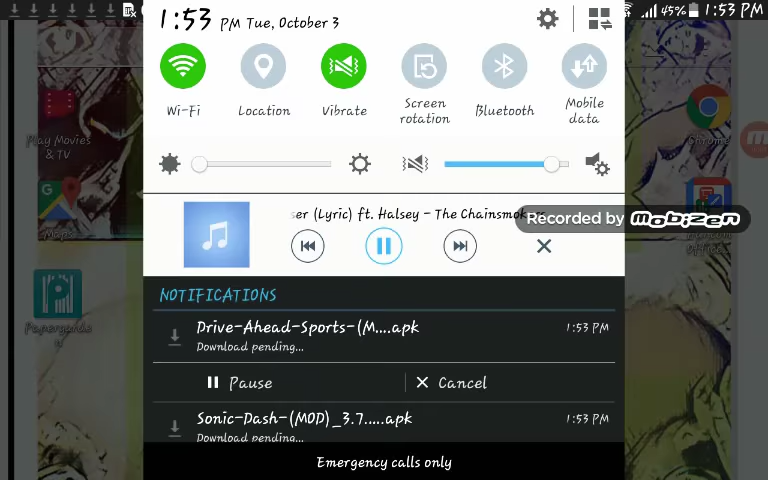 45% 1:53 PM
1:53 PM Tue, October 3
Wi-Fi
Location
Vibrate
Screen
rotation
Bluetooth
Mobile
data
Play Movies
& TV
Chrome
Maps
ser (Lyric) ft. Halsey - The Chainsmok
Recorded by mobizen
NOTIFICATIONS
Drive-Ahead-Sports-(M....apk 1:53 PM
Download pending...
Pause
Cancel
Sonic-Dash-(MOD)_3.7.....apk 1:53 PM
Download pending...
Emergency calls only